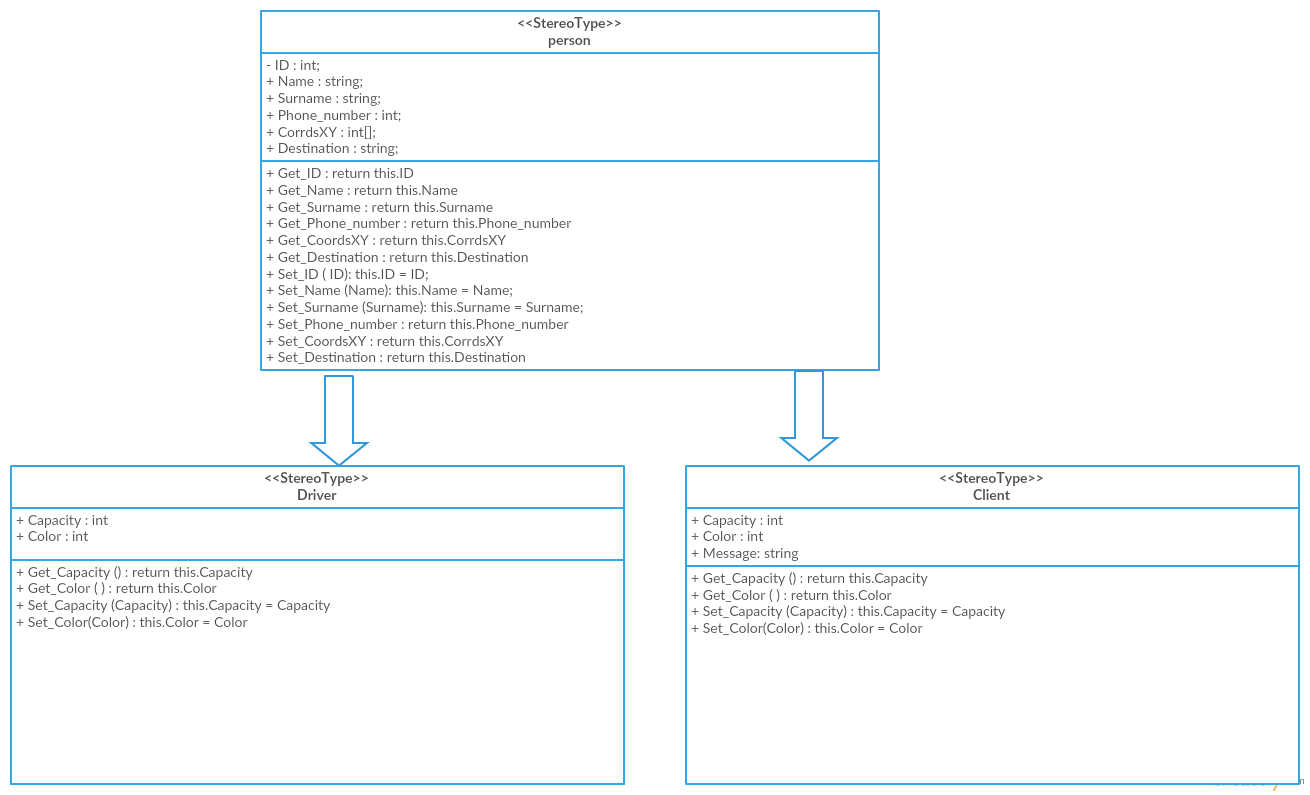 <<StereoType>>
person
- ID : int;
+ Name : string;
+ Surname : string;
+ Phone_number : int;
+ CorrdsXY : int[];
+ Destination : string;
+ Get_ID : return this.ID
+ Get_Name : return this.Name
+ Get_Surname : return this.Surname
+ Get_Phone_number : return this.Phone_number
+ Get_CoordsXY : return this.CorrdsXY
+ Get_Destination : return this.Destination
+ Set_ID ( ID): this.ID = ID;
+ Set_Name (Name): this.Name = Name;
+ Set_Surname (Surname): this.Surname = Surname;
+ Set_Phone_number : return this.Phone_number
+ Set_CoordsXY : return this.CorrdsXY
+ Set_Destination : return this.Destination
<<StereoType>>
Driver
+ Capacity : int
+ Color : int
+ Get_Capacity () : return this.Capacity
+ Get_Color ( ) : return this.Color
+ Set_Capacity (Capacity) : this.Capacity = Capacity
+ Set_Color(Color) : this.Color = Color
<<StereoType>>
Client
+ Capacity : int
+ Color : int
+ Message: string
+ Get_Capacity () : return this.Capacity
+ Get_Color ( ) : return this.Color
+ Set_Capacity (Capacity) : this.Capacity = Capacity
+ Set_Color(Color) : this.Color = Color